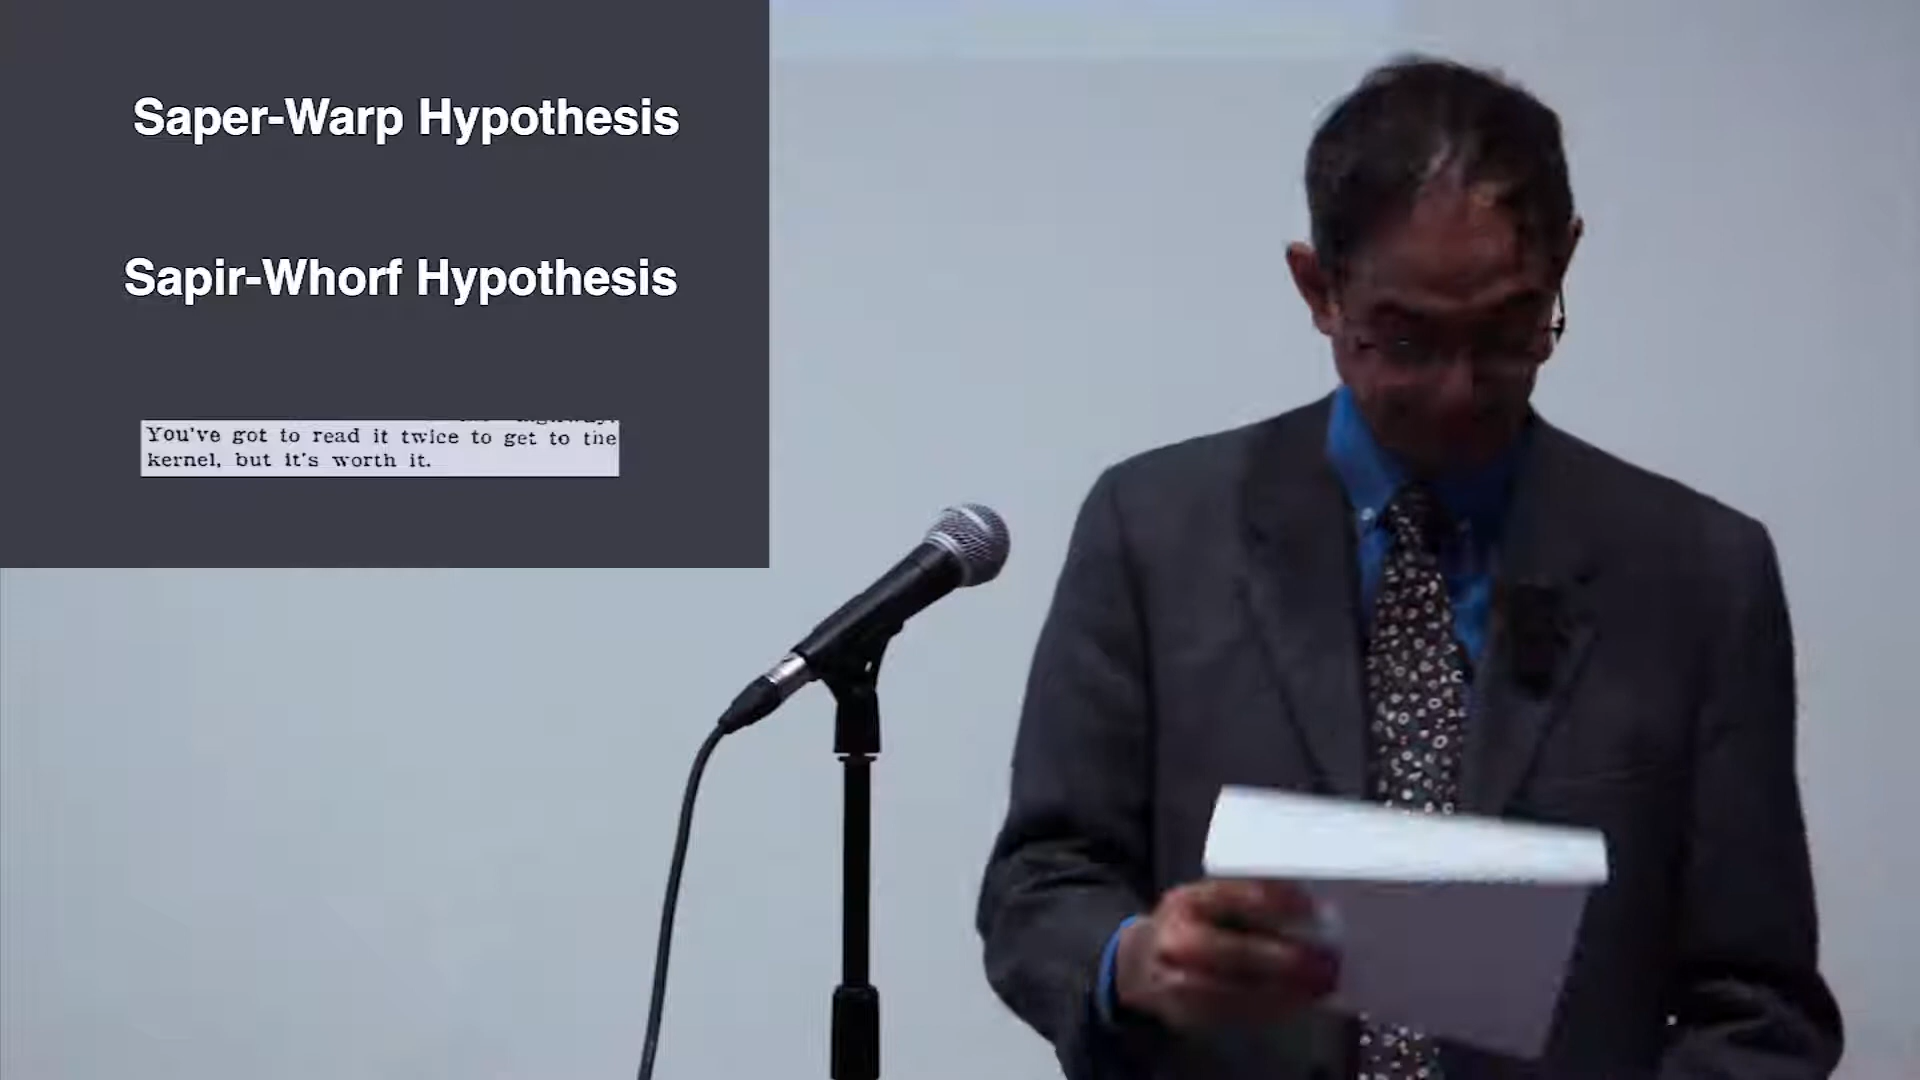 Saper-Warp Hypothesis
Sapir-Whorf Hypothesis
You've got to read it twice to get to the
kernel, but it's worth it.